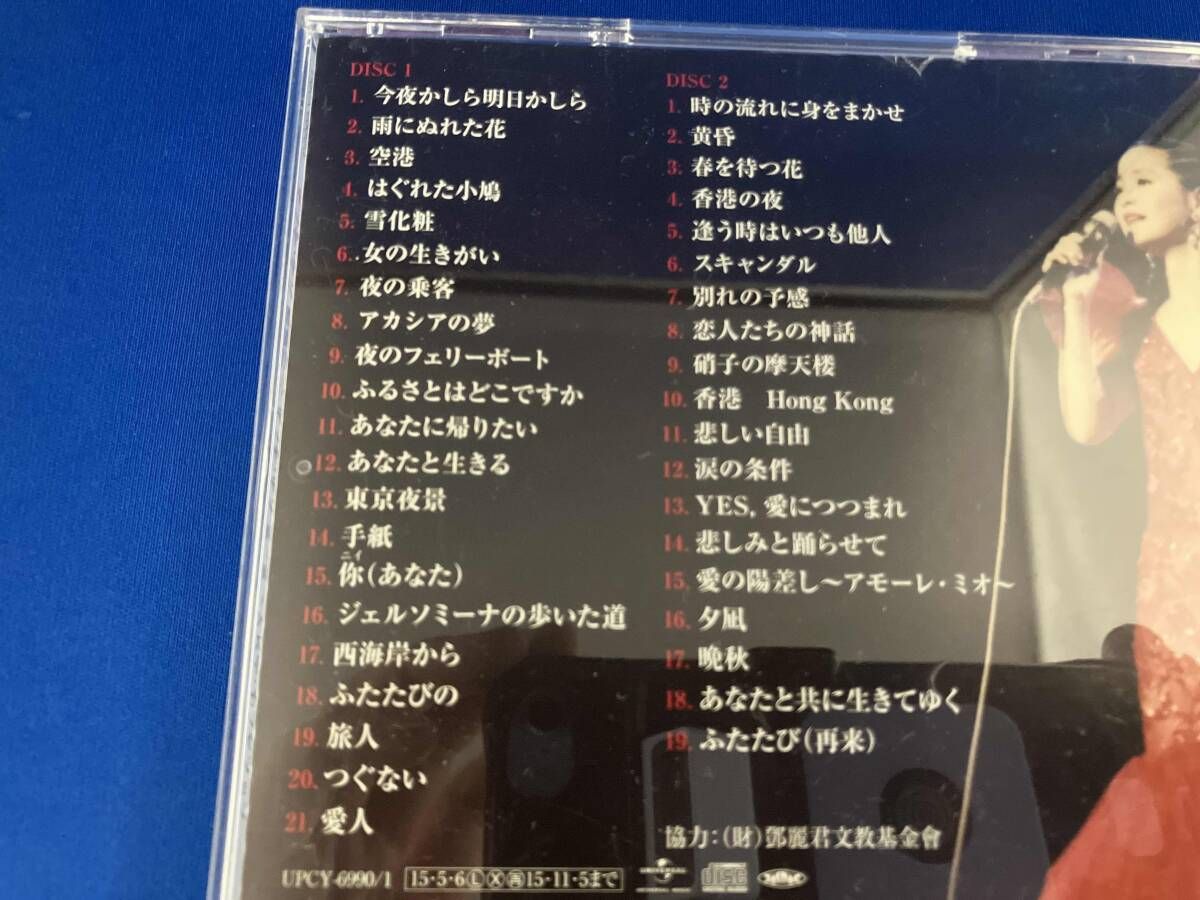 DISC 1
1. 今夜かしら明日かしら
2. 雨にぬれた花
3. 空港
4. はぐれた小鳩
5. 雪化粧
6. 女の生きがい
7. 夜の乗客
8. アカシアの夢
9. 夜のフェリーボート
10. ふるさとはどこですか
11. あなたに帰りたい
12. あなたと生きる
13. 東京夜景
14. 手紙
ニイ
15. 你(あなた)
16. ジェルソミーナの歩いた道
17. 西海岸から
18. ふたたびの
19. 旅人
20. つぐない
21. 愛人
DISC 2
1. 時の流れに身をまかせ
2. 黄昏
3. 春を待つ花
4. 香港の夜
5. 逢う時はいつも他人
6. スキャンダル
7. 別れの予感
8. 恋人たちの神話
9. 硝子の摩天楼
10. 香港 Hong Kong
11. 悲しい自由
12. 涙の条件
13. YES, 愛につつまれ
14. 悲しみと踊らせて
15. 愛の陽差し〜アモーレ・ミオ〜
16. 夕凪
17. 晩秋
18. あなたと共に生きてゆく
19. ふたたび(再来)
協力:(財)鄧麗君文教基金會
UPCY-6990/1 15・5・6ⓁⓍ㊞15・11・5まで
UNIVERSAL
UNIVERSAL MUSIC
COMPACT disc
DIGITAL AUDIO